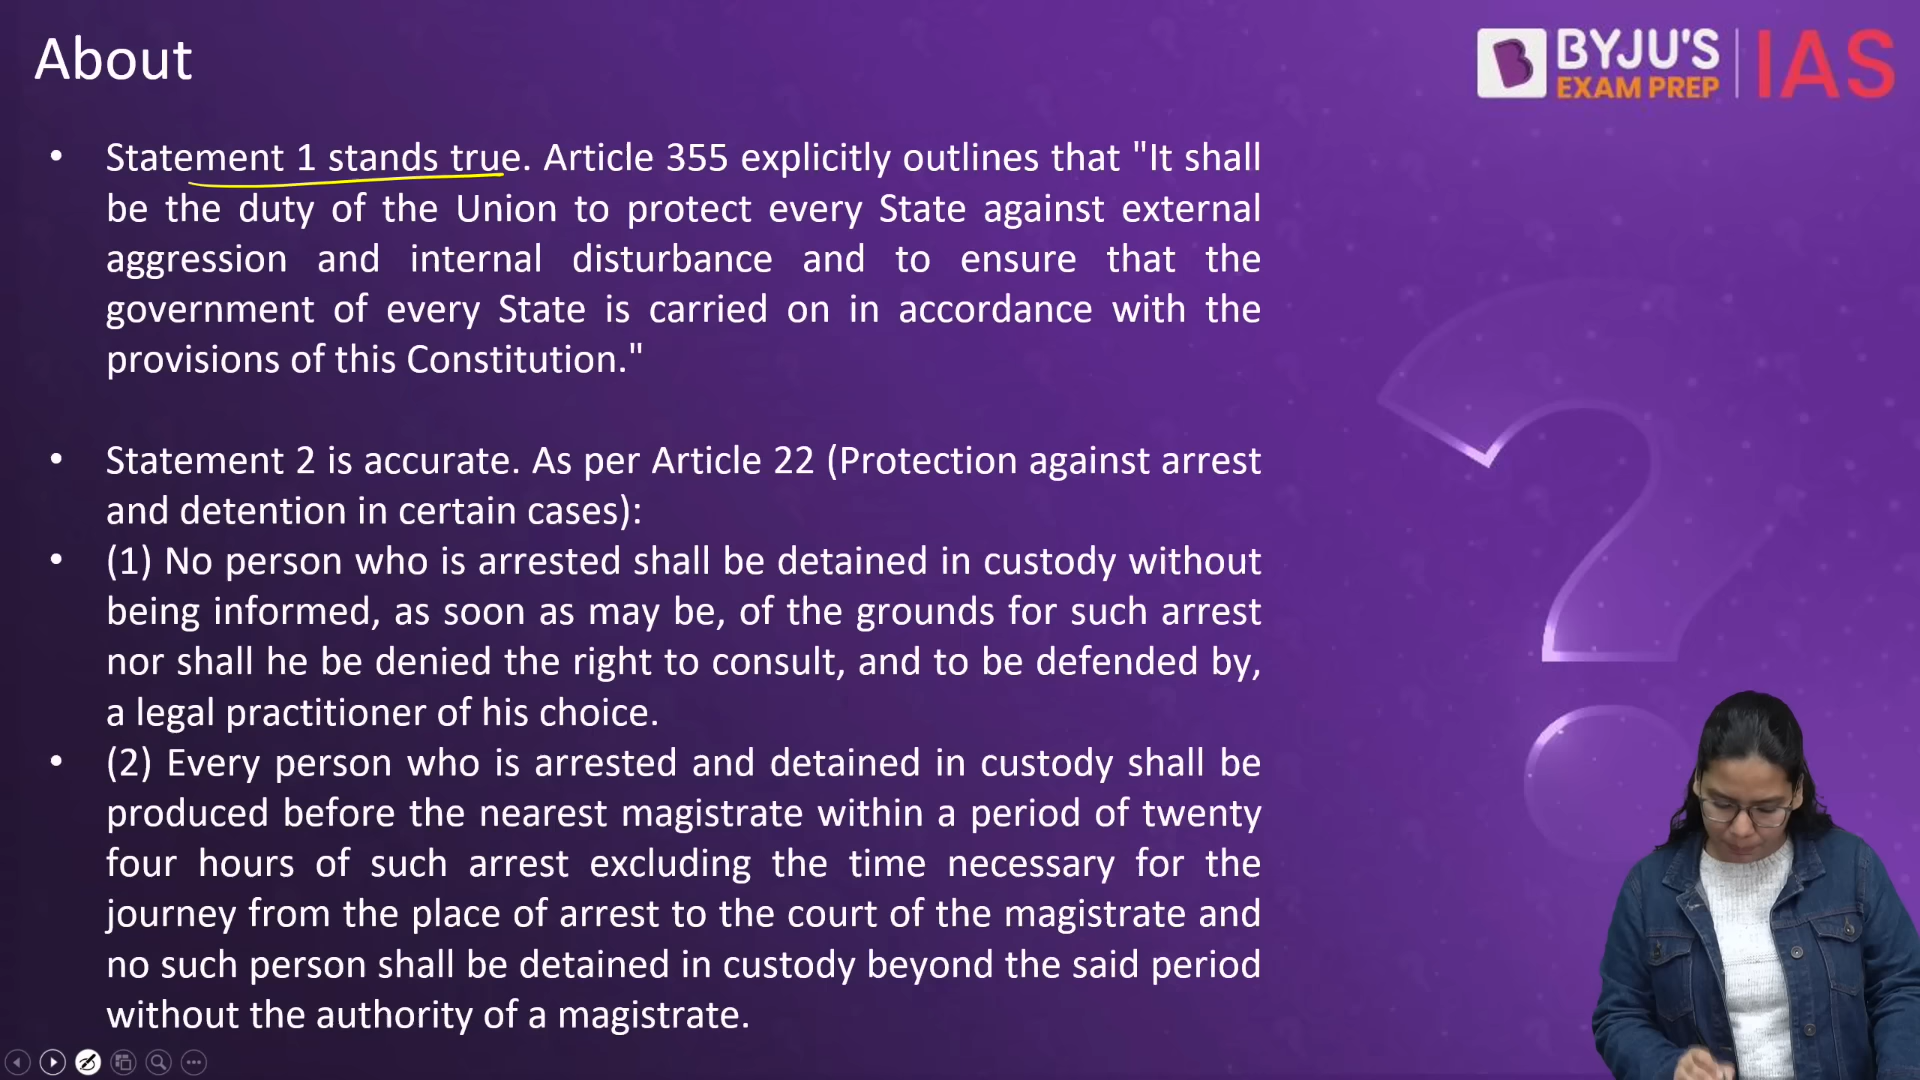 About
BYJU'S
EXAM PREP
IAS
• Statement 1 stands true. Article 355 explicitly outlines that "It shall
be the duty of the Union to protect every State against external
aggression and internal disturbance and to ensure that the
government of every State is carried on in accordance with the
provisions of this Constitution."
• Statement 2 is accurate. As per Article 22 (Protection against arrest
and detention in certain cases):
• (1) No person who is arrested shall be detained in custody without
being informed, as soon as may be, of the grounds for such arrest
nor shall he be denied the right to consult, and to be defended by,
a legal practitioner of his choice.
• (2) Every person who is arrested and detained in custody shall be
produced before the nearest magistrate within a period of twenty
four hours of such arrest excluding the time necessary for the
journey from the place of arrest to the court of the magistrate and
no such person shall be detained in custody beyond the said period
without the authority of a magistrate.